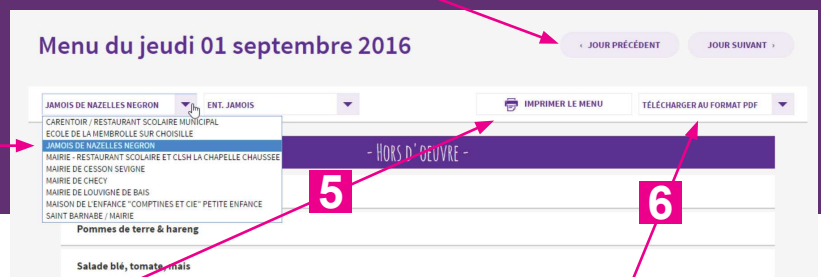 Menu du jeudi 01 septembre 2016
‹ JOUR PRÉCÉDENT
JOUR SUIVANT ›
JAMOIS DE NAZELLES NEGRON
ENT. JAMOIS
IMPRIMER LE MENU
TÉLÉCHARGER AU FORMAT PDF
CARENTOIR / RESTAURANT SCOLAIRE MUNICIPAL
ECOLE DE LA MEMBROLLE SUR CHOISILLE
JAMOIS DE NAZELLES NEGRON
MAIRIE - RESTAURANT SCOLAIRE ET CLSH LA CHAPELLE CHAUSSEE
MAIRIE DE CESSON SEVIGNE
MAIRIE DE CHECY
MAIRIE DE LOUVIGNÉ DE BAIS
MAISON DE L'ENFANCE "COMPTINES ET CIE" PETITE ENFANCE
SAINT BARNABE / MAIRIE
- HORS D'OEUVRE -
5
6
Pommes de terre & hareng
Salade blé, tomate, maïs